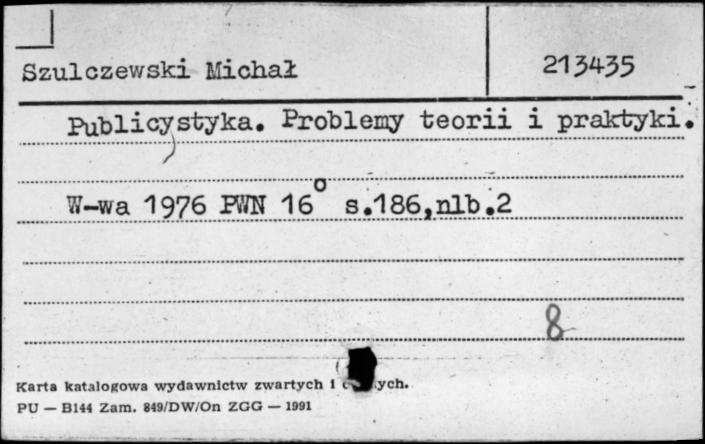 Szulczewski Michał 213435
Publicystyka. Problemy teorii i praktyki.
W-wa 1976 PWN 16° s.186,nlb.2
8
Karta katalogowa wydawnictw zwartych i
PU — B144 Zam. 849/DW/On ZGG — 1991